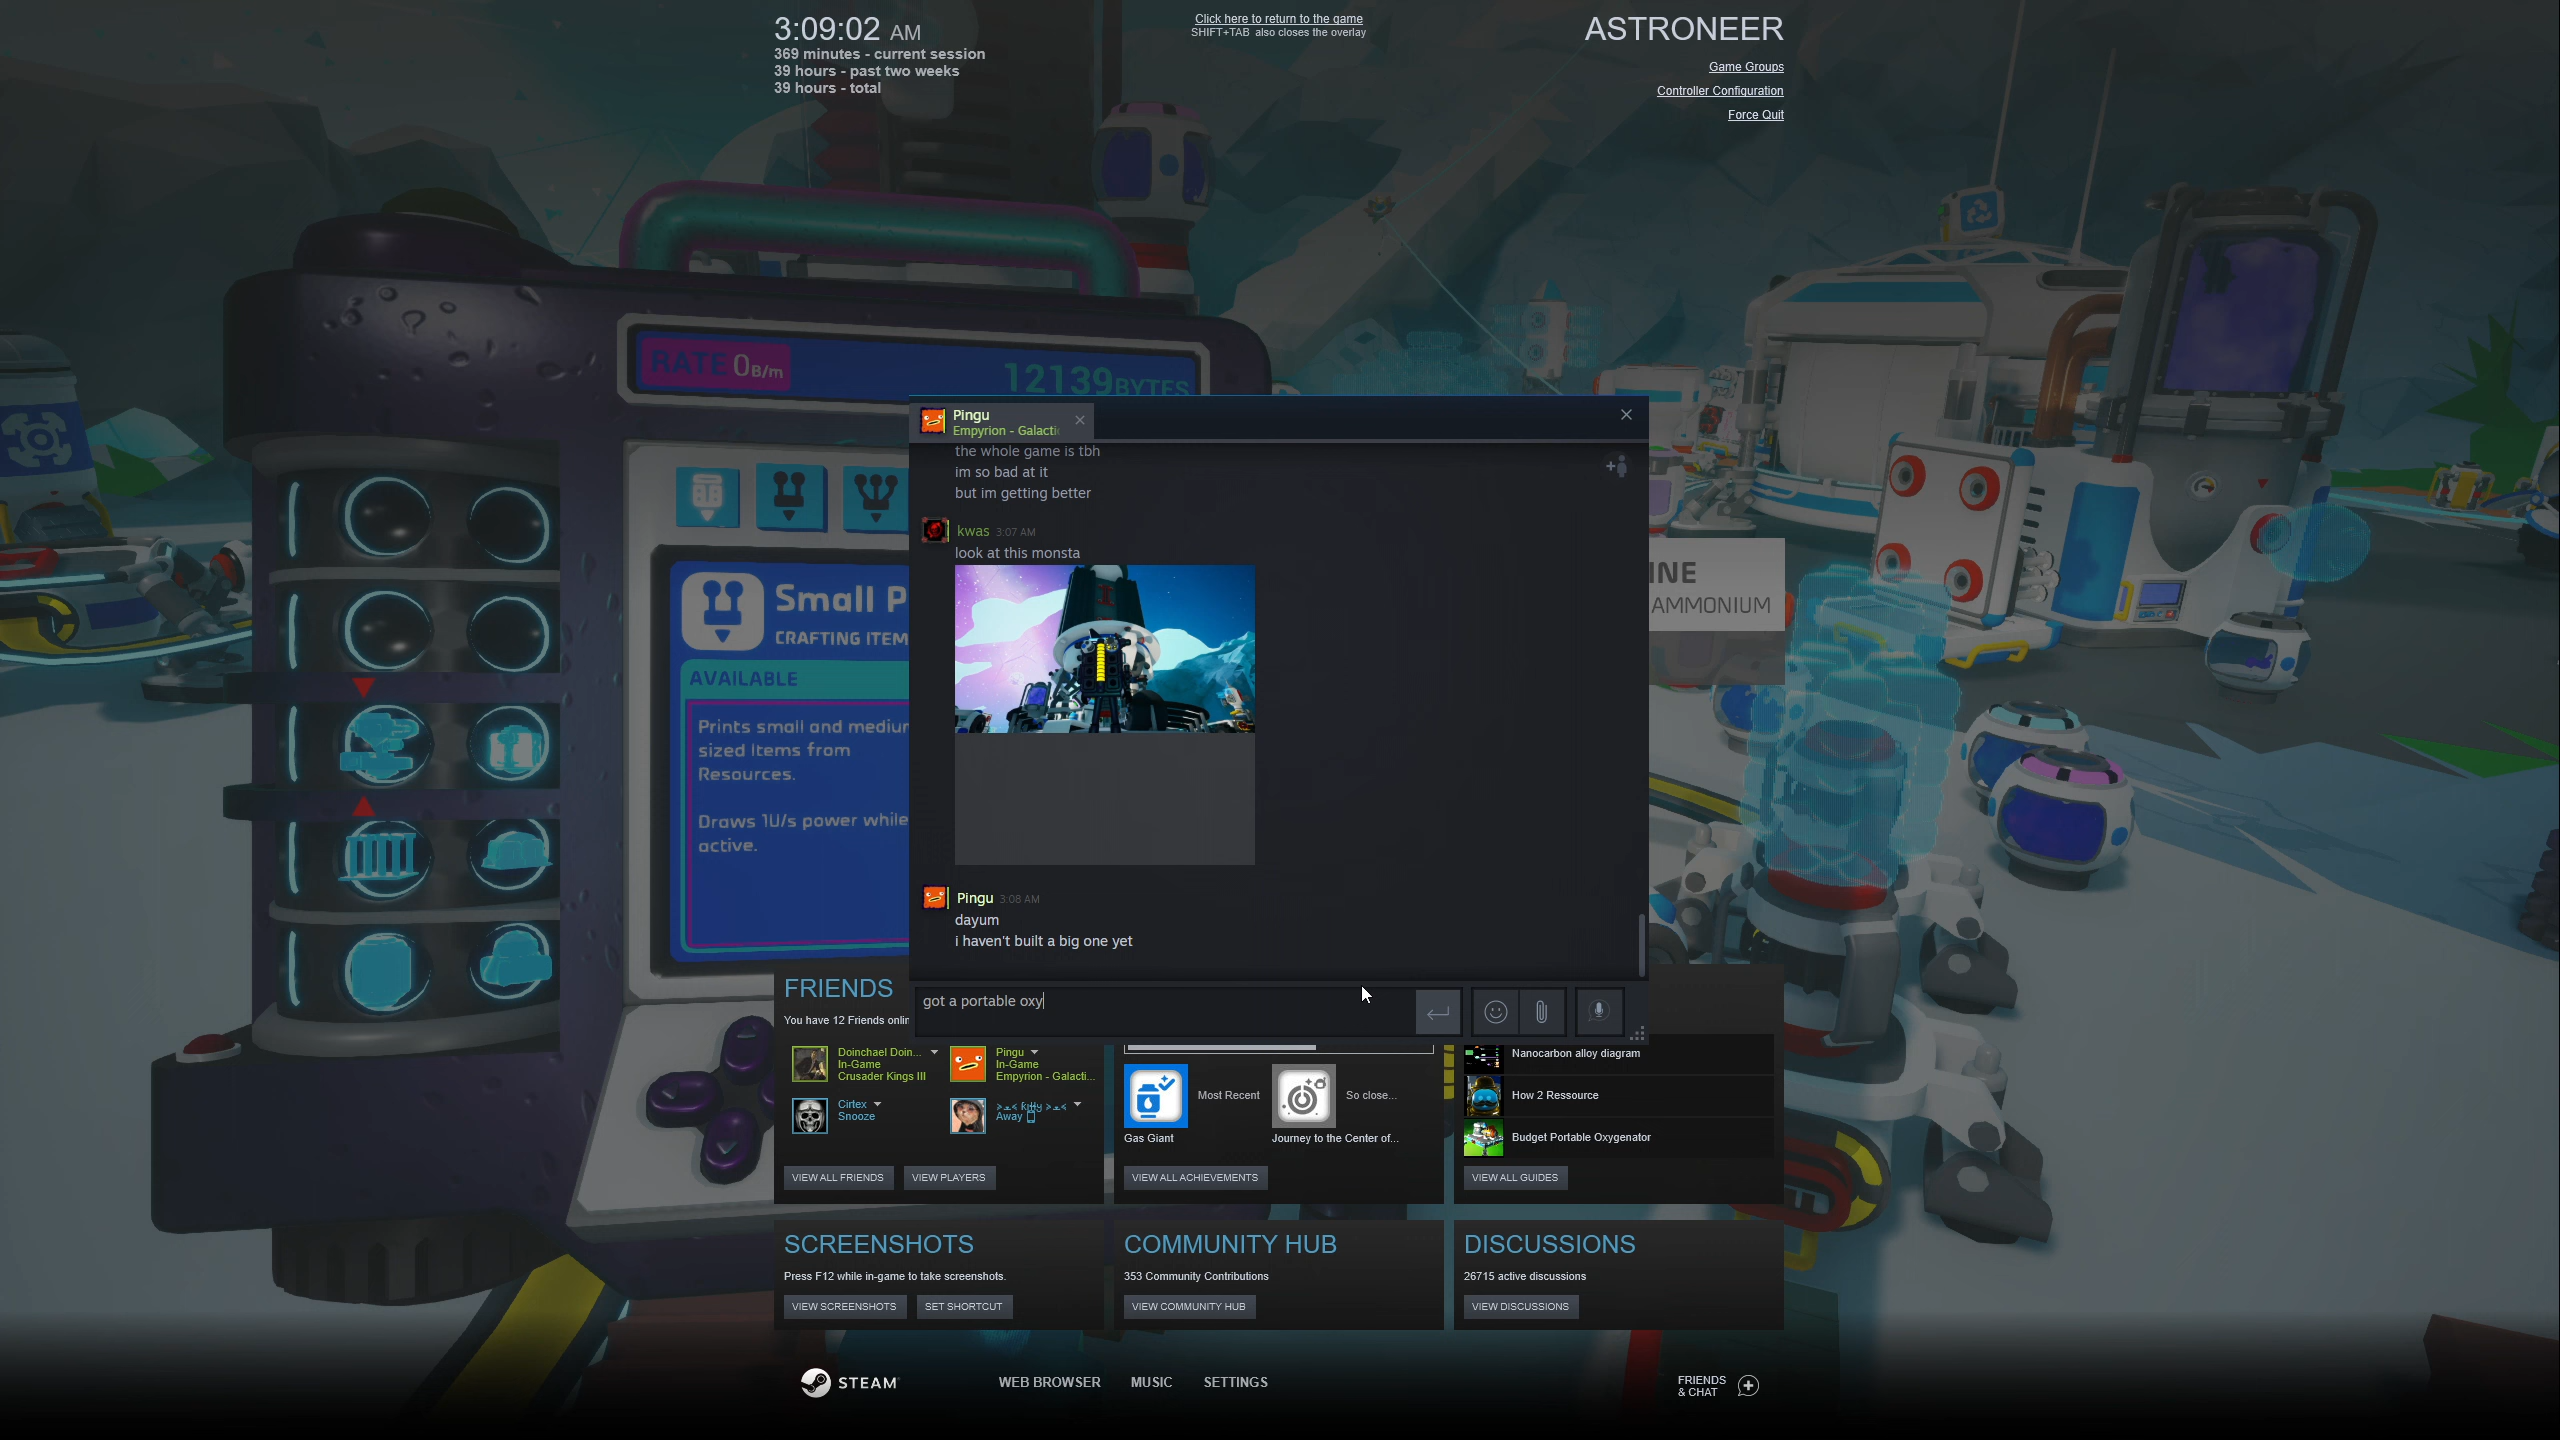 3:09:02 AM
369 minutes - current session
39 hours - past two weeks
39 hours - total
Click here to return to the game
SHIFT+TAB also closes the overlay
ASTRONEER
Game Groups
Controller Configuration
Force Quit
RATE 0B/m
12139BYTES
Small P
CRAFTING ITEM
AVAILABLE
Prints small and medium
sized Items from
Resources.
Draws 1U/s power while
active.
INE
AMMONIUM
Pingu
Empyrion - Galactic
the whole game is tbh
im so bad at it
but im getting better
kwas 3:07 AM
look at this monsta
Pingu 3:08 AM
dayum
i haven't built a big one yet
got a portable oxy
FRIENDS
You have 12 Friends onlin
Doinchael Doin...
In-Game
Crusader Kings III
Pingu
In-Game
Empyrion - Galacti...
Cirtex
Snooze
Away
VIEW ALL FRIENDS
VIEW PLAYERS
Most Recent
Gas Giant
So close...
Journey to the Center of...
VIEW ALL ACHIEVEMENTS
Nanocarbon alloy diagram
How 2 Ressource
Budget Portable Oxygenator
VIEW ALL GUIDES
SCREENSHOTS
Press F12 while in-game to take screenshots.
VIEW SCREENSHOTS
SET SHORTCUT
COMMUNITY HUB
353 Community Contributions
VIEW COMMUNITY HUB
DISCUSSIONS
26715 active discussions
VIEW DISCUSSIONS
STEAM
WEB BROWSER
MUSIC
SETTINGS
FRIENDS
& CHAT